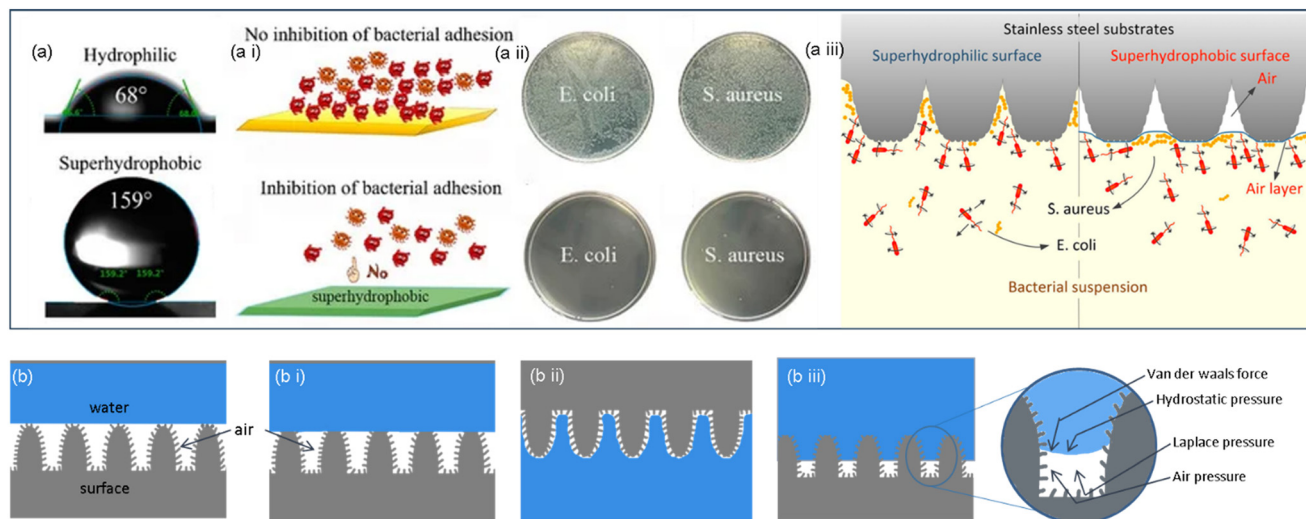 (a)
Hydrophilic
68°
68.0°
Superhydrophobic
159°
159.2° 159.2°
(a i)
No inhibition of bacterial adhesion
Inhibition of bacterial adhesion
No
superhydrophobic
(a ii)
E. coli
S. aureus
E. coli
S. aureus
(a iii)
Stainless steel substrates
Superhydrophilic surface
Superhydrophobic surface
Air
Air layer
S. aureus
E. coli
Bacterial suspension
(b)
water
air
surface
(b i)
(b ii)
(b iii)
Van der waals force
Hydrostatic pressure
Laplace pressure
Air pressure